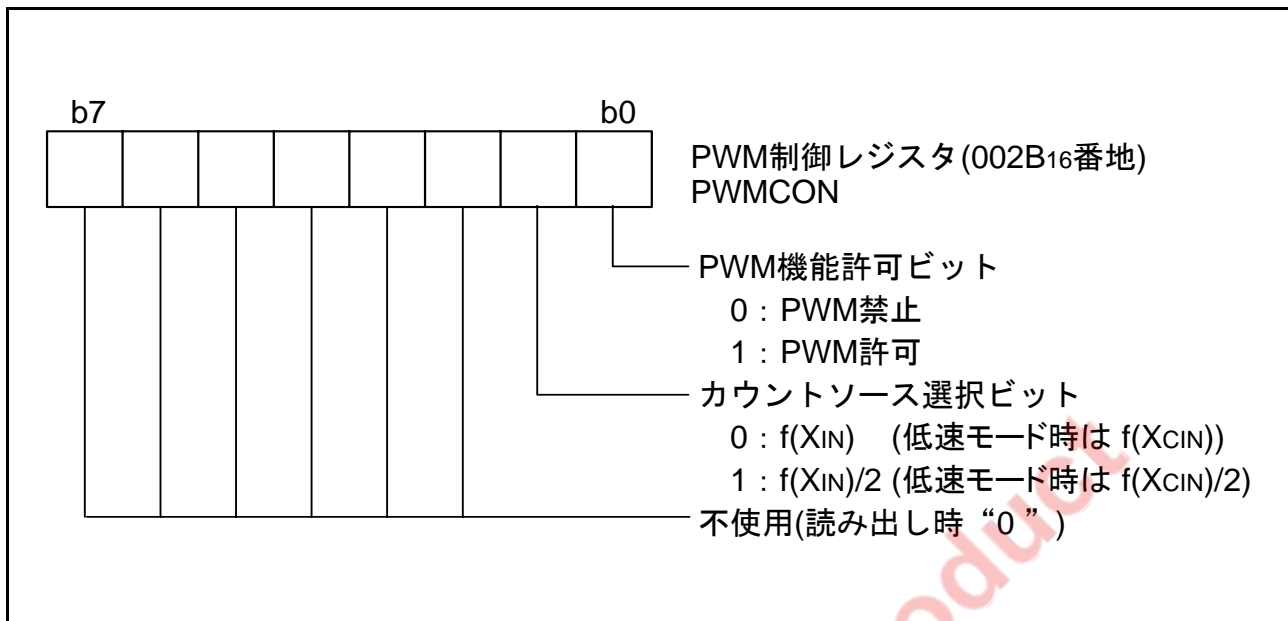 b7 b0
PWM制御レジスタ(002B16番地)
PWMCON
PWM機能許可ビット
0：PWM禁止
1：PWM許可
カウントソース選択ビット
0：f(XIN) (低速モード時は f(XCIN))
1：f(XIN)/2 (低速モード時は f(XCIN)/2)
不使用(読み出し時“0”)